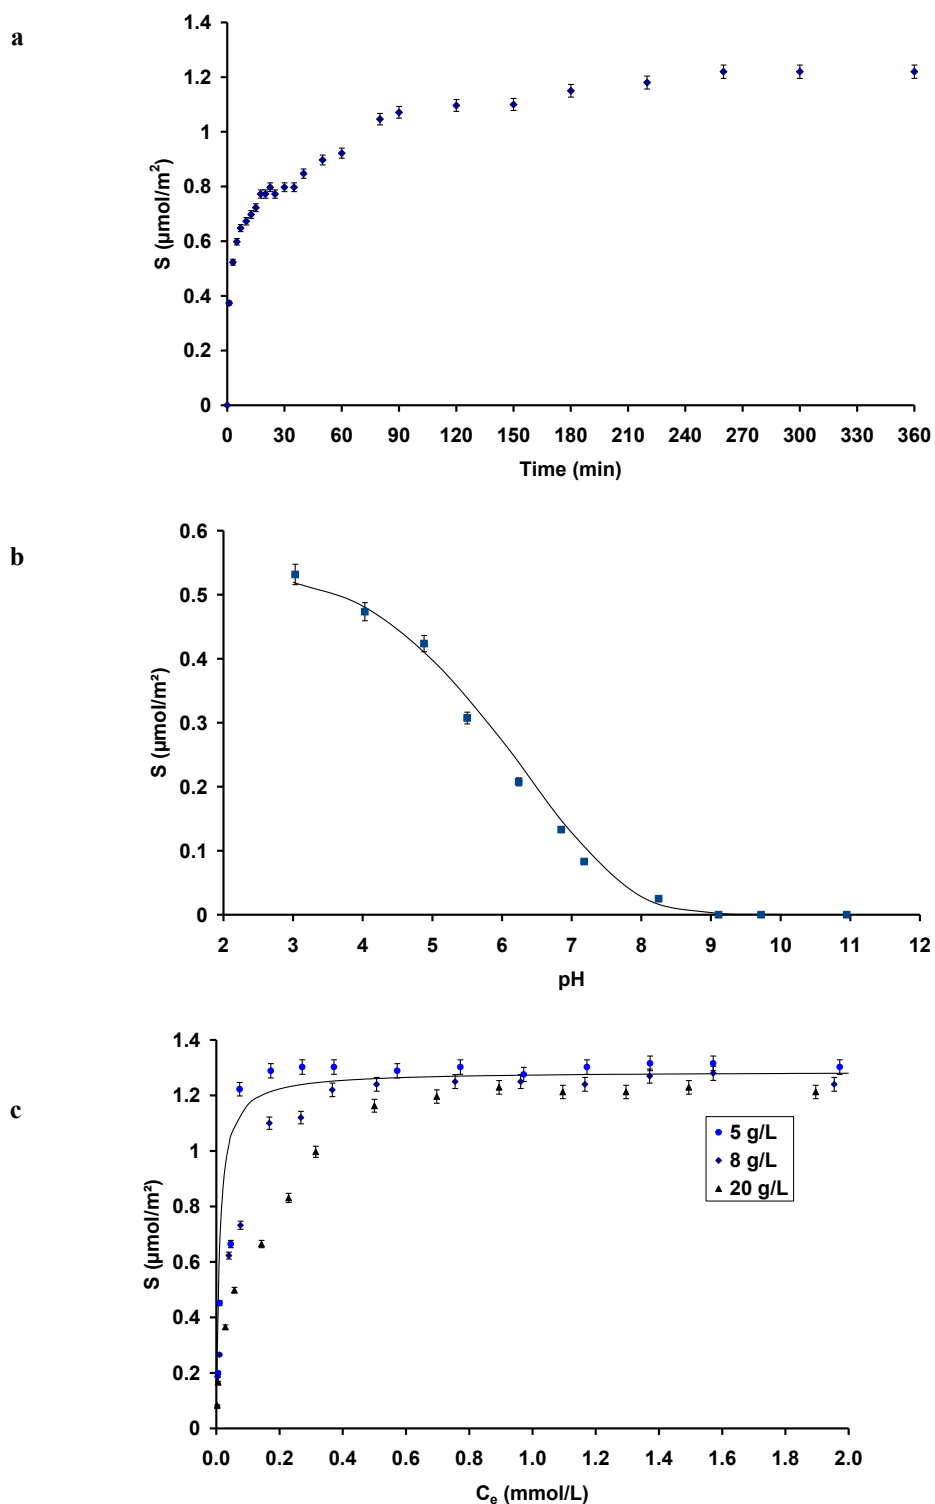 a
1.4
1.2
1
0.8
0.6
0.4
0.2
0
S (µmol/m²)
0 30 60 90 120 150 180 210 240 270 300 330 360
Time (min)
b
0.6
0.5
0.4
0.3
0.2
0.1
0
S (µmol/m²)
2 3 4 5 6 7 8 9 10 11 12
pH
c
1.4
1.2
1
0.8
0.6
0.4
0.2
0
S (µmol/m²)
5 g/L
8 g/L
20 g/L
0.0 0.2 0.4 0.6 0.8 1.0 1.2 1.4 1.6 1.8 2.0
Cₑ (mmol/L)